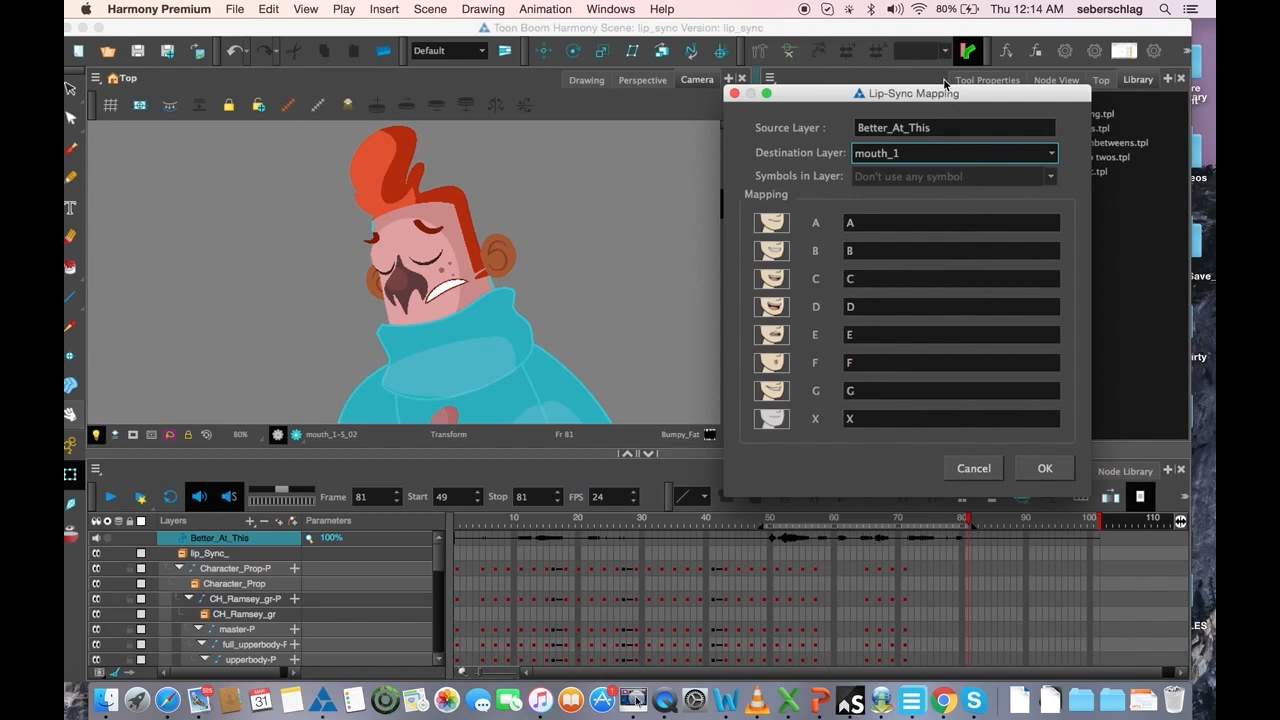 Harmony Premium File Edit View Play Insert Scene Drawing Animation Windows Help 80% Thu 12:14 AM seberschlag
Toon Boom Harmony Scene: lip_sync Version: lip_sync
Default
Top Drawing Perspective Camera Tool Properties Node View Top Library
Lip-Sync Mapping
Source Layer : Better_At_This
Destination Layer: mouth_1
Symbols in Layer: Don't use any symbol
Mapping
A A
B B
C C
D D
E E
F F
G G
X X
Cancel OK
80% mouth_1-S_02 Transform Fr 81 Bumpy_Fat
Node Library
Frame 81 Start 49 Stop 81 FPS 24
Layers Parameters 10 20 30 40 50 60 70 80 90 100 110
Better_At_This 100%
lip_Sync_
Character_Prop-P
Character_Prop
CH_Ramsey_gr-P
CH_Ramsey_gr
master-P
full_upperbody-F
upperbody-P